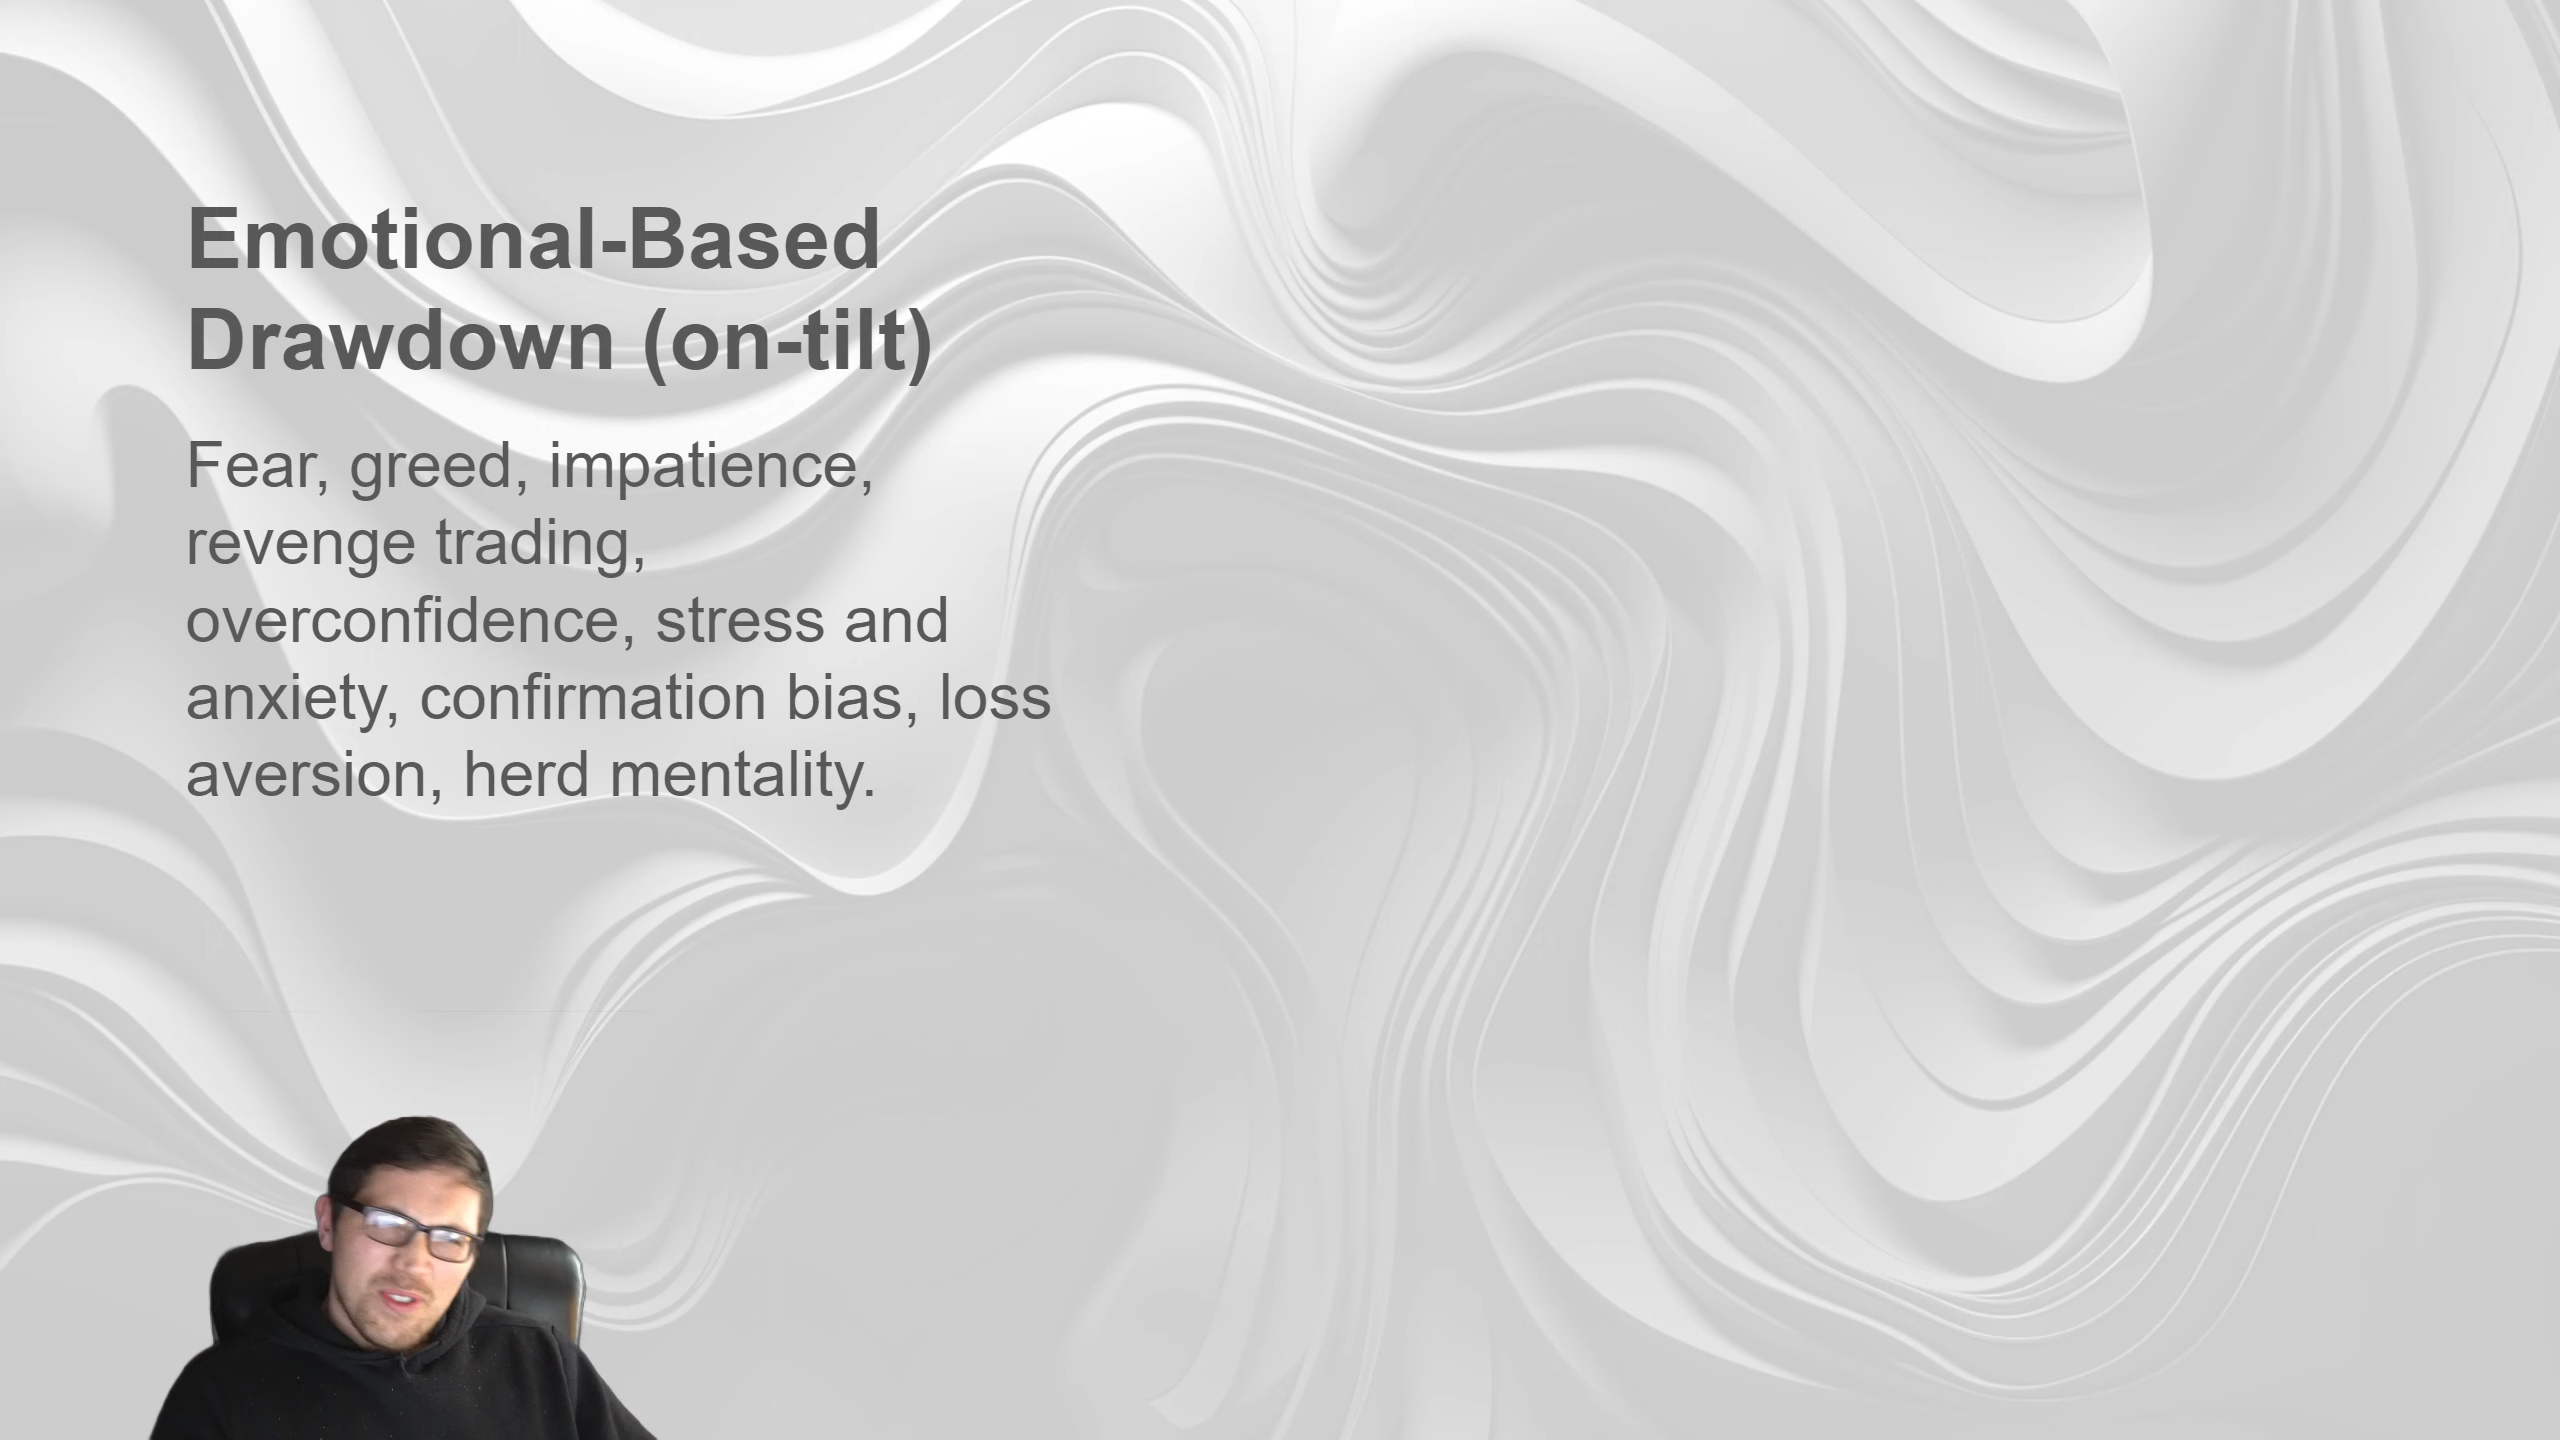 Emotional-Based
Drawdown (on-tilt)
Fear, greed, impatience,
revenge trading,
overconfidence, stress and
anxiety, confirmation bias, loss
aversion, herd mentality.